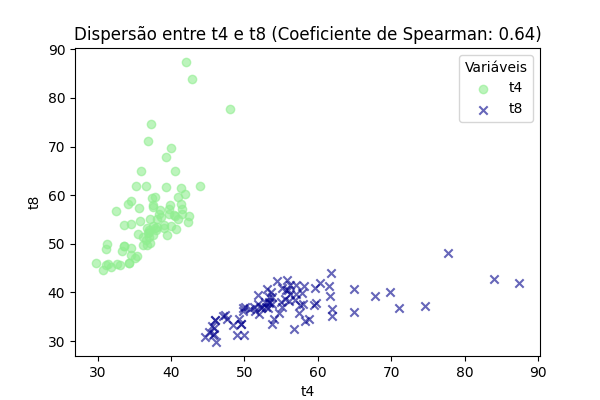 Dispersão entre t4 e t8 (Coeficiente de Spearman: 0.64)
90
80
70
60
50
40
30
t8
Variáveis
t4
t8
30 40 50 60 70 80 90
t4